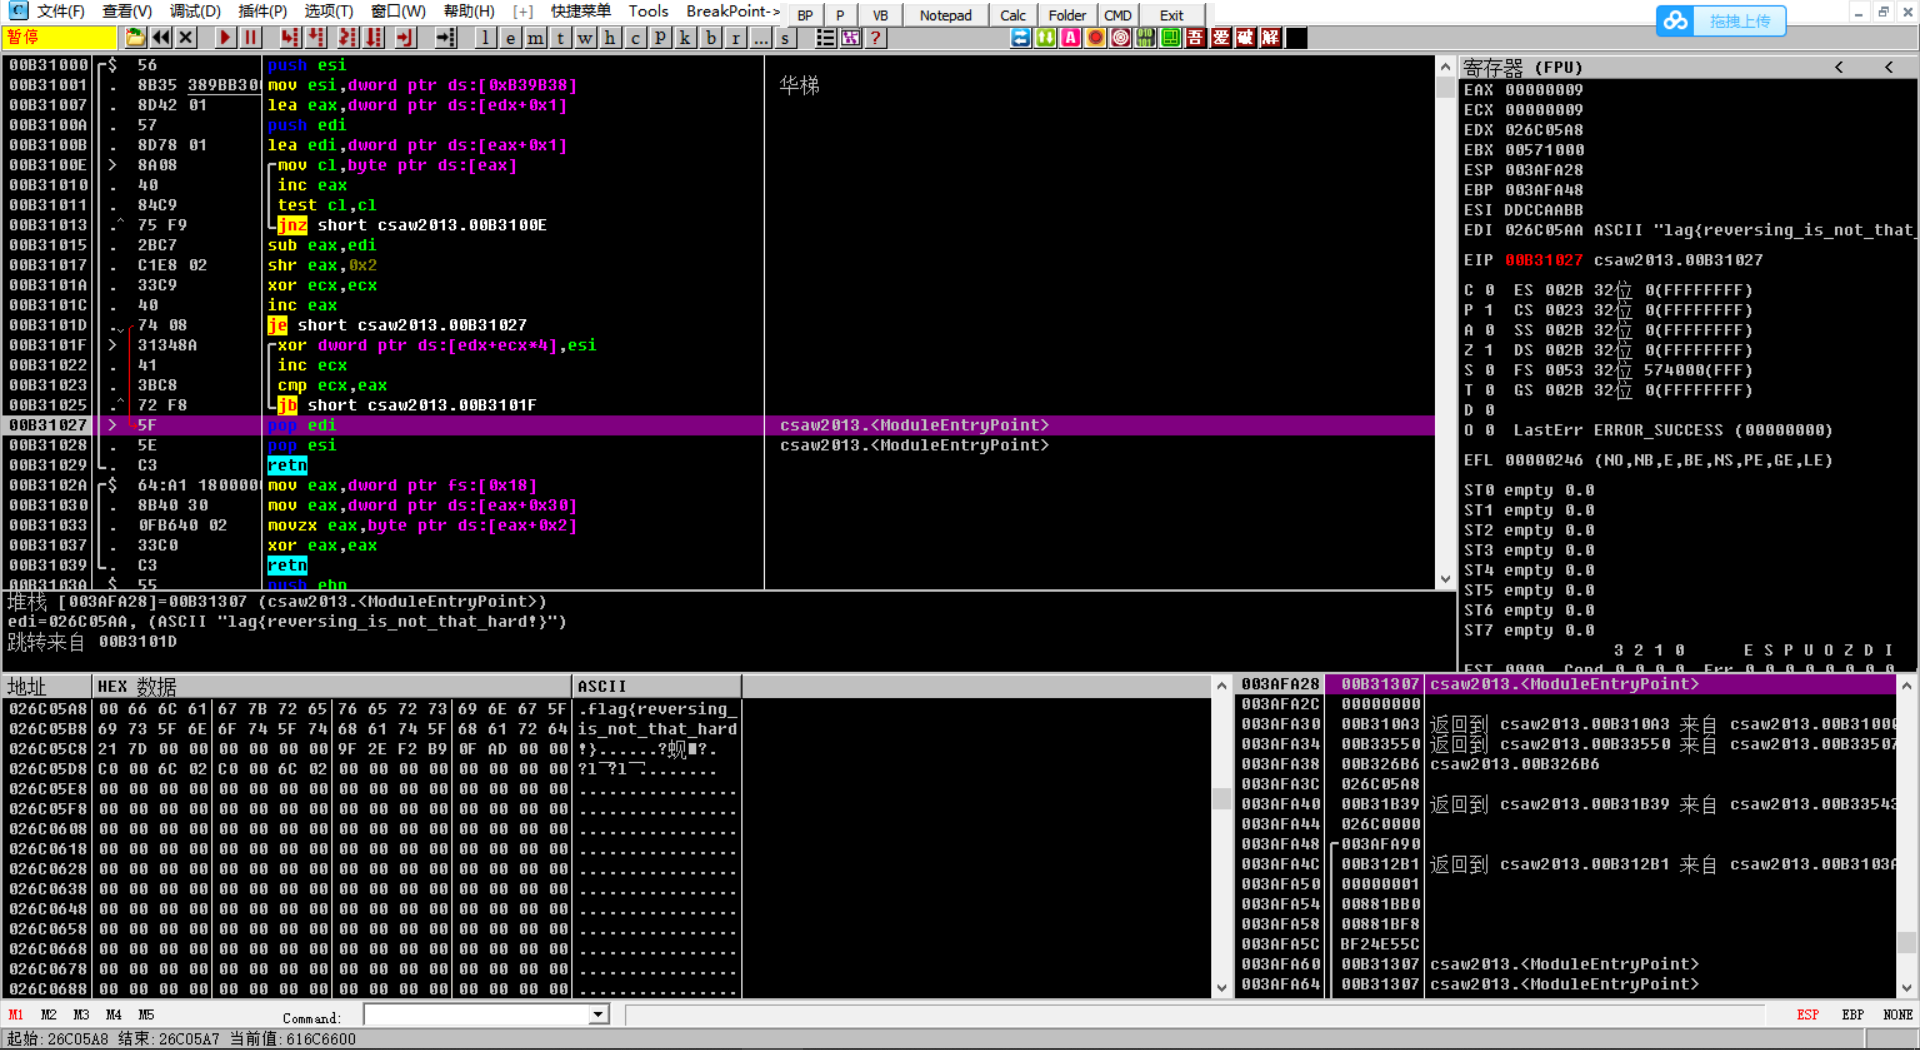 文件(F) 查看(V) 调试(D) 插件(P) 选项(T) 窗口(W) 帮助(H) [+] 快捷菜单 Tools BreakPoint-> BP P VB Notepad Calc Folder CMD Exit
拖拽上传
暂停 l e m t w h c P k b r ... s ? 吾 爱 破 解
00B31000 $ 56 push esi
00B31001 . 8B35 389BB30 mov esi,dword ptr ds:[0xB39B38] 华梯
00B31007 . 8D42 01 lea eax,dword ptr ds:[edx+0x1]
00B3100A . 57 push edi
00B3100B . 8D78 01 lea edi,dword ptr ds:[eax+0x1]
00B3100E > 8A08 mov cl,byte ptr ds:[eax]
00B31010 . 40 inc eax
00B31011 . 84C9 test cl,cl
00B31013 .^ 75 F9 jnz short csaw2013.00B3100E
00B31015 . 2BC7 sub eax,edi
00B31017 . C1E8 02 shr eax,0x2
00B3101A . 33C9 xor ecx,ecx
00B3101C . 40 inc eax
00B3101D . 74 08 je short csaw2013.00B31027
00B3101F > 31348A xor dword ptr ds:[edx+ecx*4],esi
00B31022 . 41 inc ecx
00B31023 . 3BC8 cmp ecx,eax
00B31025 .^ 72 F8 jb short csaw2013.00B3101F
00B31027 > 5F pop edi csaw2013.<ModuleEntryPoint>
00B31028 . 5E pop esi csaw2013.<ModuleEntryPoint>
00B31029 . C3 retn
00B3102A $ 64:A1 1800000 mov eax,dword ptr fs:[0x18]
00B31030 . 8B40 30 mov eax,dword ptr ds:[eax+0x30]
00B31033 . 0FB640 02 movzx eax,byte ptr ds:[eax+0x2]
00B31037 . 33C0 xor eax,eax
00B31039 . C3 retn
00B3103A $ 55 push ebp
堆栈 [003AFA28]=00B31307 (csaw2013.<ModuleEntryPoint>)
edi=026C05AA, (ASCII "lag{reversing_is_not_that_hard!}")
跳转来自 00B3101D
寄存器 (FPU) < <
EAX 00000009
ECX 00000009
EDX 026C05A8
EBX 00571000
ESP 003AFA28
EBP 003AFA48
ESI DDCCAABB
EDI 026C05AA ASCII "lag{reversing_is_not_that_
EIP 00B31027 csaw2013.00B31027
C 0 ES 002B 32位 0(FFFFFFFF)
P 1 CS 0023 32位 0(FFFFFFFF)
A 0 SS 002B 32位 0(FFFFFFFF)
Z 1 DS 002B 32位 0(FFFFFFFF)
S 0 FS 0053 32位 574000(FFF)
T 0 GS 002B 32位 0(FFFFFFFF)
D 0
O 0 LastErr ERROR_SUCCESS (00000000)
EFL 00000246 (NO,NB,E,BE,NS,PE,GE,LE)
ST0 empty 0.0
ST1 empty 0.0
ST2 empty 0.0
ST3 empty 0.0
ST4 empty 0.0
ST5 empty 0.0
ST6 empty 0.0
ST7 empty 0.0
3 2 1 0 E S P U O Z D I
FST 0000 Cond 0 0 0 0 Err 0 0 0 0 0 0 0 0
地址 HEX 数据 ASCII
026C05A8 00 66 6C 61 67 7B 72 65 76 65 72 73 69 6E 67 5F .flag{reversing_
026C05B8 69 73 5F 6E 6F 74 5F 74 68 61 74 5F 68 61 72 64 is_not_that_hard
026C05C8 21 7D 00 00 00 00 00 00 9F 2E F2 B9 0F AD 00 00 !}......?蚬■?.
026C05D8 C0 00 6C 02 C0 00 6C 02 00 00 00 00 00 00 00 00 ?l ?l ........
026C05E8 00 00 00 00 00 00 00 00 00 00 00 00 00 00 00 00 ................
026C05F8 00 00 00 00 00 00 00 00 00 00 00 00 00 00 00 00 ................
026C0608 00 00 00 00 00 00 00 00 00 00 00 00 00 00 00 00 ................
026C0618 00 00 00 00 00 00 00 00 00 00 00 00 00 00 00 00 ................
026C0628 00 00 00 00 00 00 00 00 00 00 00 00 00 00 00 00 ................
026C0638 00 00 00 00 00 00 00 00 00 00 00 00 00 00 00 00 ................
026C0648 00 00 00 00 00 00 00 00 00 00 00 00 00 00 00 00 ................
026C0658 00 00 00 00 00 00 00 00 00 00 00 00 00 00 00 00 ................
026C0668 00 00 00 00 00 00 00 00 00 00 00 00 00 00 00 00 ................
026C0678 00 00 00 00 00 00 00 00 00 00 00 00 00 00 00 00 ................
026C0688 00 00 00 00 00 00 00 00 00 00 00 00 00 00 00 00 ................
003AFA28 00B31307 csaw2013.<ModuleEntryPoint>
003AFA2C 00000000
003AFA30 00B310A3 返回到 csaw2013.00B310A3 来自 csaw2013.00B31000
003AFA34 00B33550 返回到 csaw2013.00B33550 来自 csaw2013.00B33507
003AFA38 00B326B6 csaw2013.00B326B6
003AFA3C 026C05A8
003AFA40 00B31B39 返回到 csaw2013.00B31B39 来自 csaw2013.00B33543
003AFA44 026C0000
003AFA48 003AFA90
003AFA4C 00B312B1 返回到 csaw2013.00B312B1 来自 csaw2013.00B3103A
003AFA50 00000001
003AFA54 00881BB0
003AFA58 00881BF8
003AFA5C BF24E55C
003AFA60 00B31307 csaw2013.<ModuleEntryPoint>
003AFA64 00B31307 csaw2013.<ModuleEntryPoint>
M1 M2 M3 M4 M5 Command: ESP EBP NONE
起始:26C05A8 结束:26C05A7 当前值:616C6600